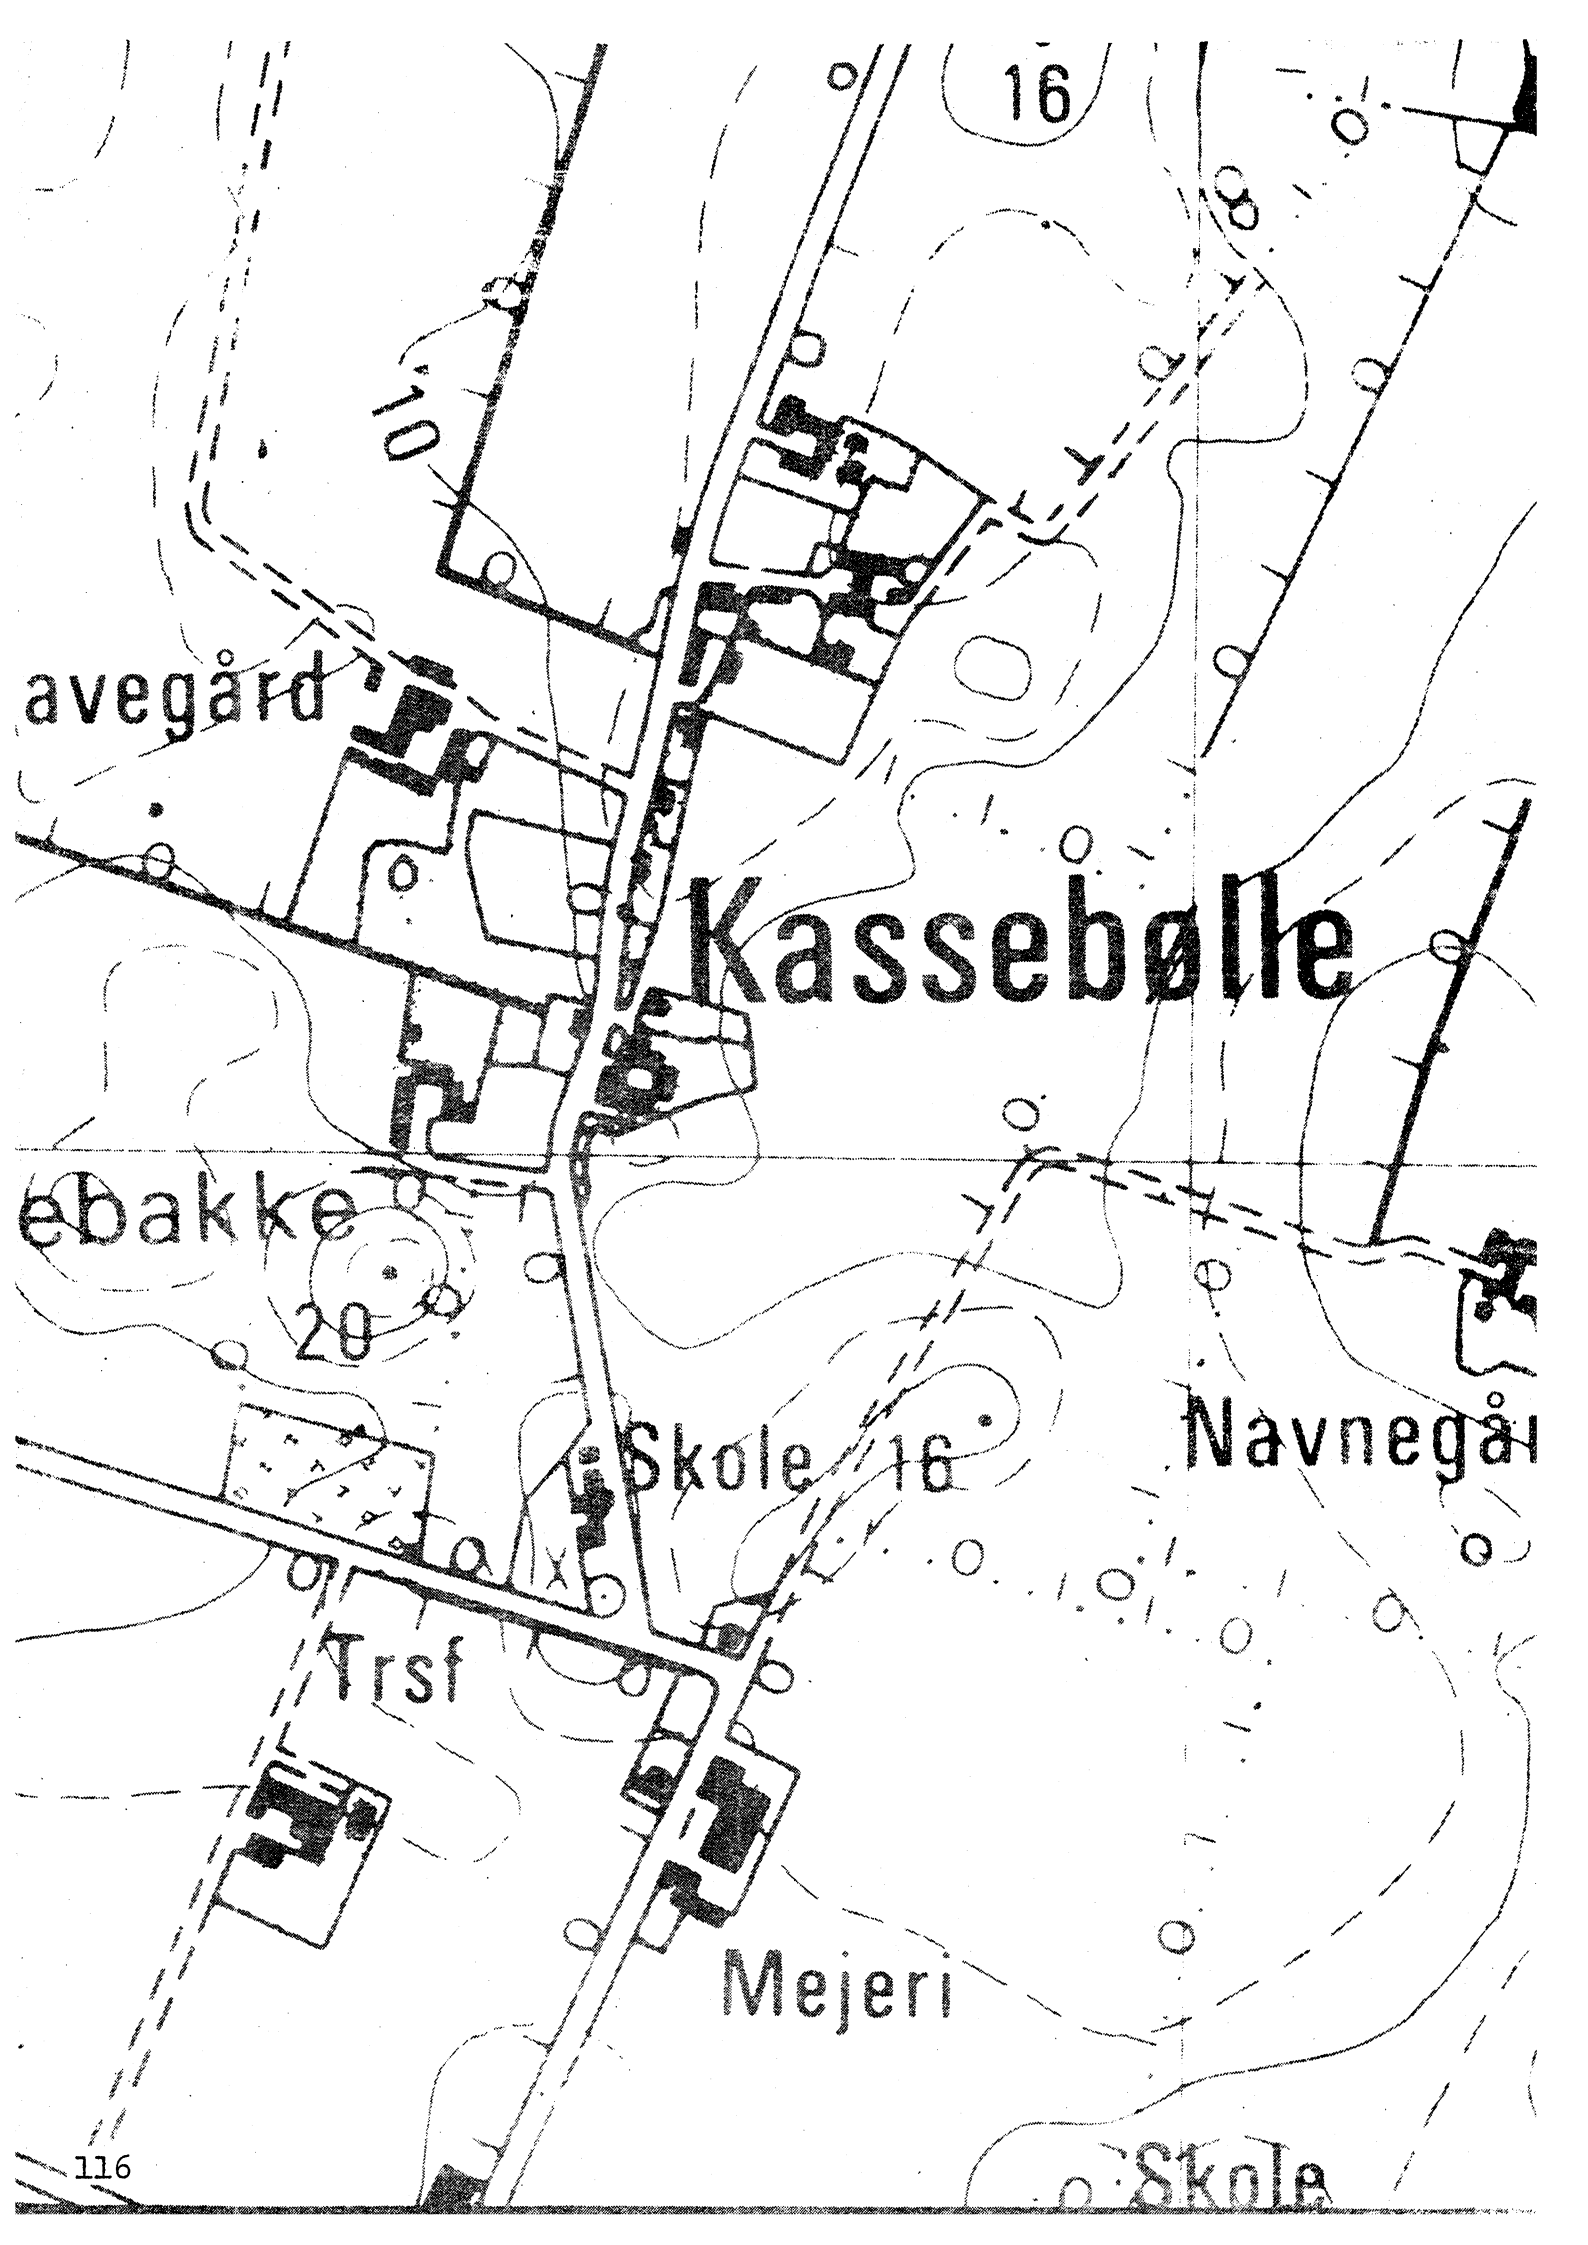 16
10
avegård
Kassebølle
ebakke
20
Navnegår
Skole 16
Trsf
Mejeri
116
Skole